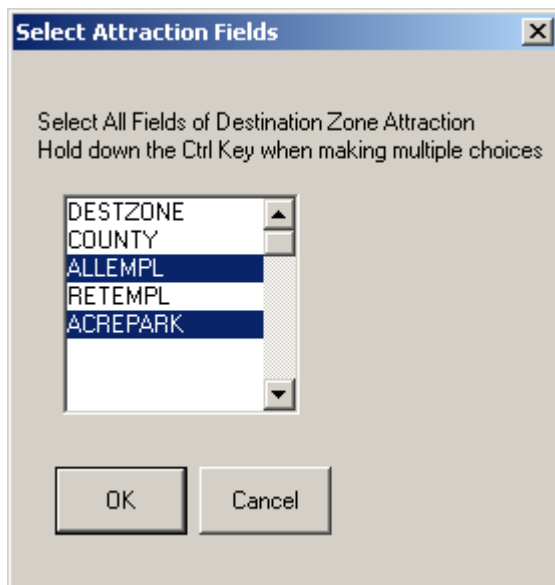 Select Attraction Fields
Select All Fields of Destination Zone Attraction
Hold down the Ctrl Key when making multiple choices
DESTZONE
COUNTY
ALLEMPL
RETEMPL
ACREPARK
OK
Cancel